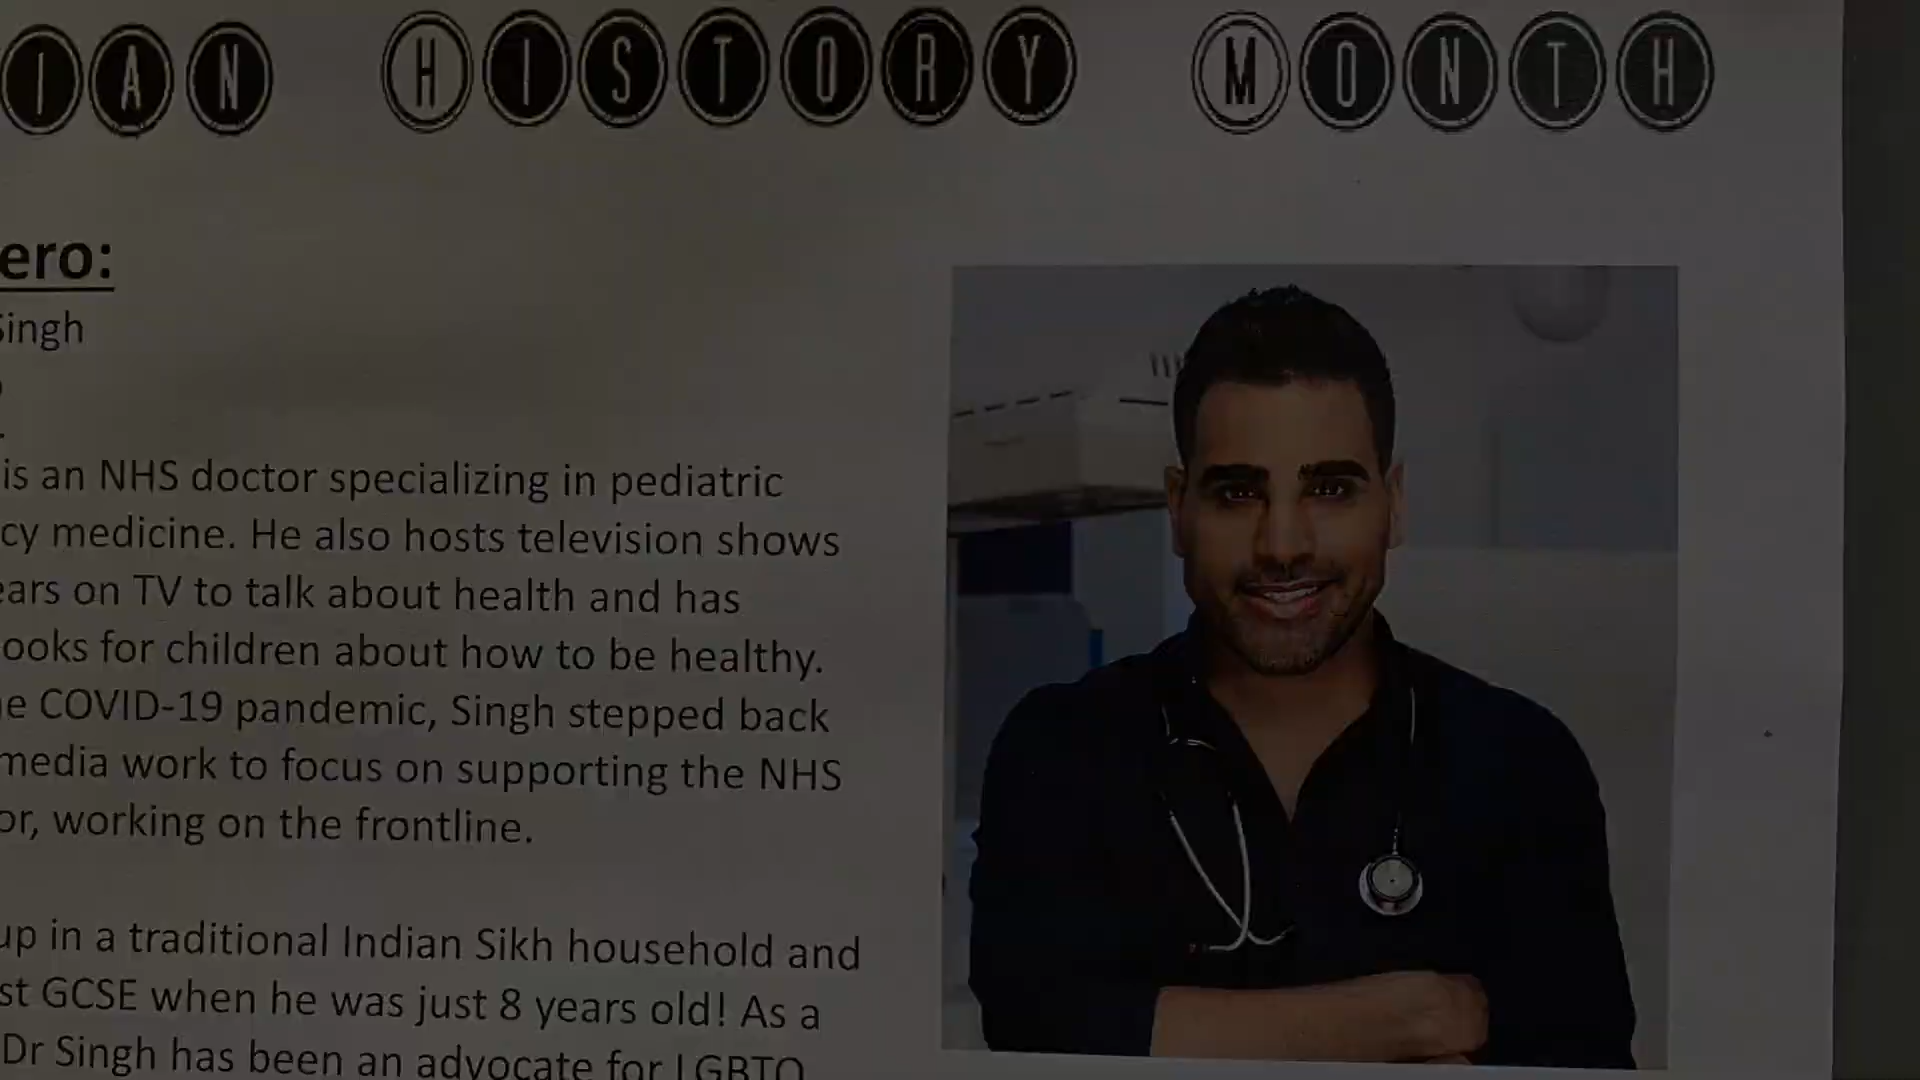 IAN HISTORY MONTH
ero:
Singh
is an NHS doctor specializing in pediatric
cy medicine. He also hosts television shows
ears on TV to talk about health and has
ooks for children about how to be healthy.
e COVID-19 pandemic, Singh stepped back
media work to focus on supporting the NHS
or, working on the frontline.
up in a traditional Indian Sikh household and
st GCSE when he was just 8 years old! As a
Dr Singh has been an advocate for LGBTQ